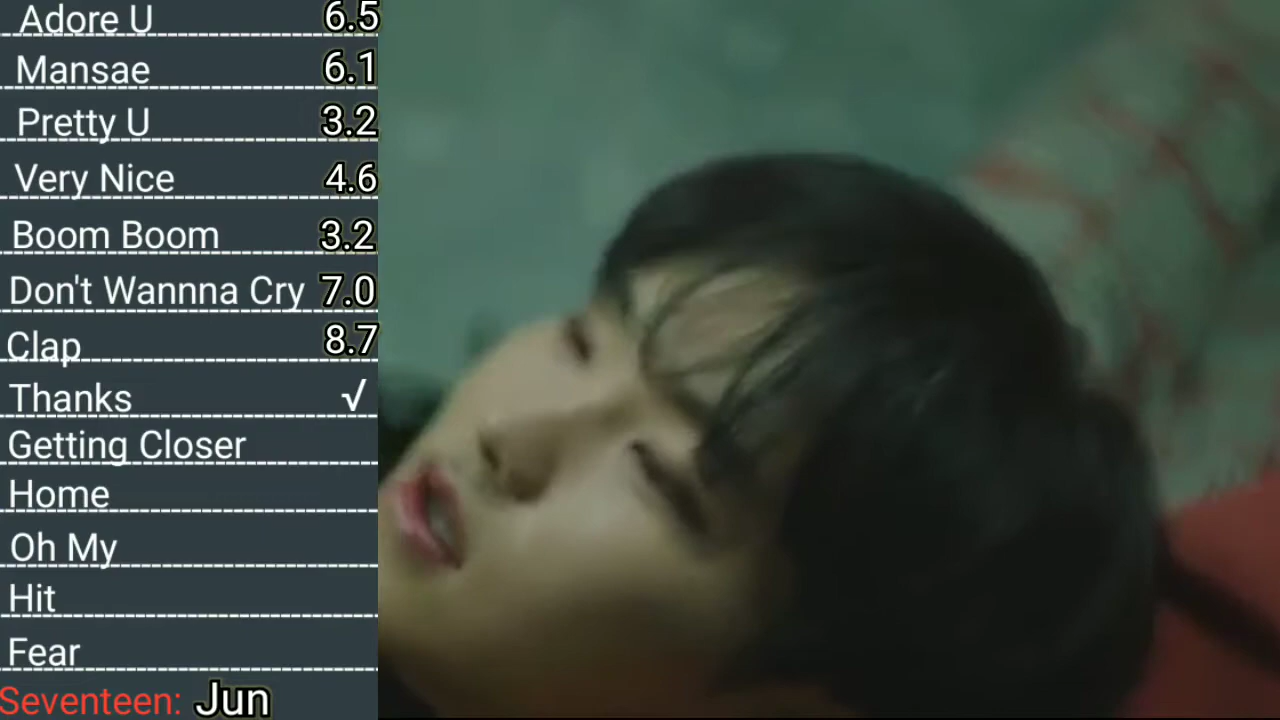 Adore U 6.5
Mansae 6.1
Pretty U 3.2
Very Nice 4.6
Boom Boom 3.2
Don't Wannna Cry 7.0
Clap 8.7
Thanks √
Getting Closer
Home
Oh My
Hit
Fear
Seventeen: Jun